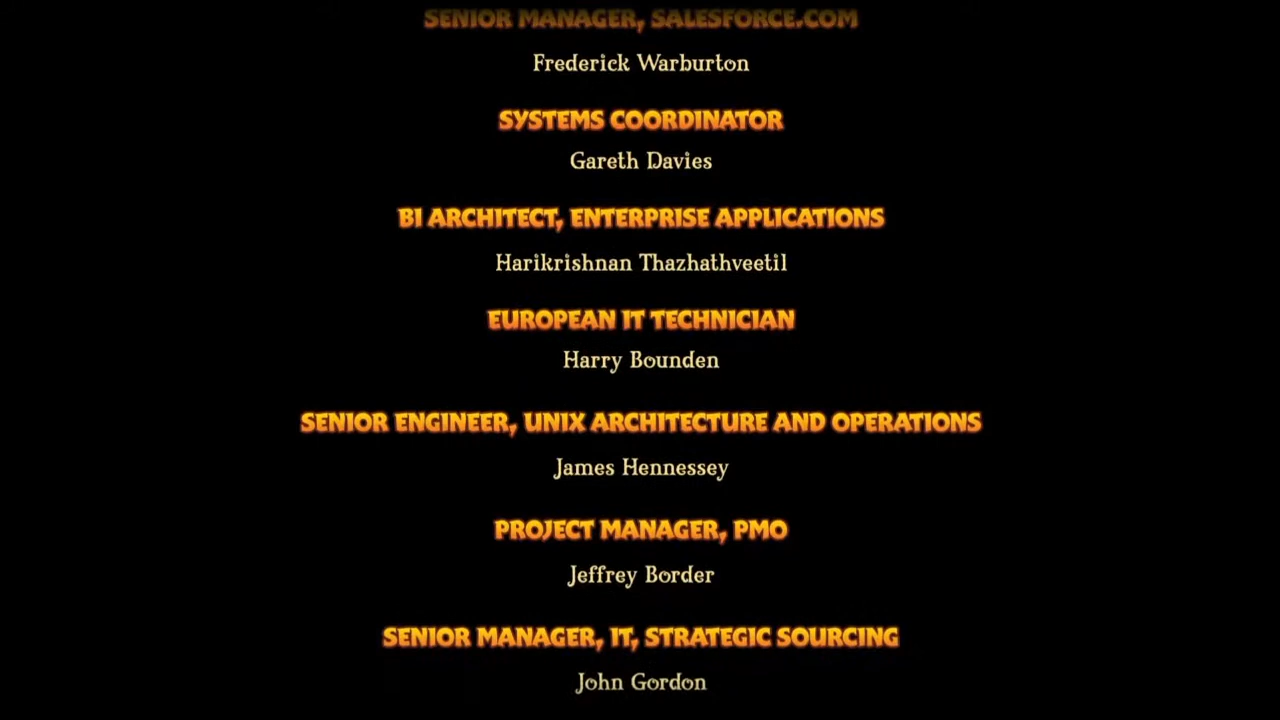 SENIOR MANAGER, SALESFORCE.COM
Frederick Warburton
SYSTEMS COORDINATOR
Gareth Davies
BI ARCHITECT, ENTERPRISE APPLICATIONS
Harikrishnan Thazhathveetil
EUROPEAN IT TECHNICIAN
Harry Bounden
SENIOR ENGINEER, UNIX ARCHITECTURE AND OPERATIONS
James Hennessey
PROJECT MANAGER, PMO
Jeffrey Border
SENIOR MANAGER, IT, STRATEGIC SOURCING
John Gordon